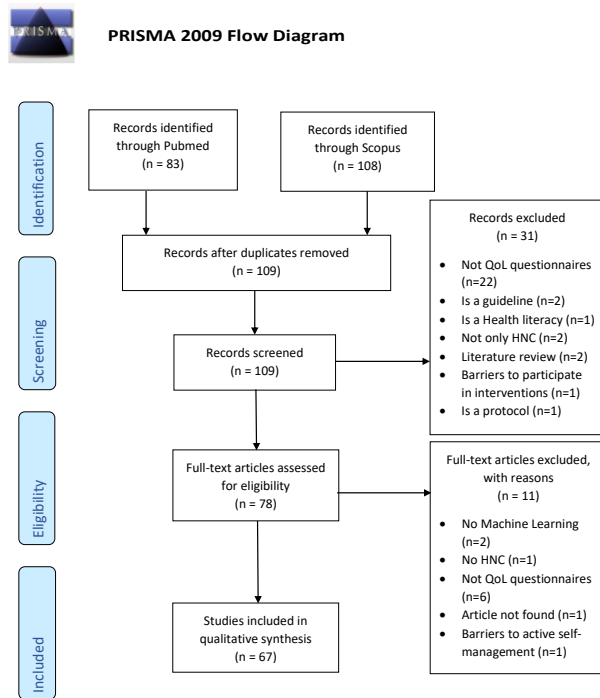 PRISMA
PRISMA 2009 Flow Diagram
Identification
Records identified
through Pubmed
(n = 83)
Records identified
through Scopus
(n = 108)
Records after duplicates removed
(n = 109)
Screening
Records screened
(n = 109)
Records excluded
(n = 31)
• Not QoL questionnaires
(n=22)
• Is a guideline (n=2)
• Is a Health literacy (n=1)
• Not only HNC (n=2)
• Literature review (n=2)
• Barriers to participate
in interventions (n=1)
• Is a protocol (n=1)
Eligibility
Full-text articles assessed
for eligibility
(n = 78)
Full-text articles excluded,
with reasons
(n = 11)
• No Machine Learning
(n=2)
• No HNC (n=1)
• Not QoL questionnaires
(n=6)
• Article not found (n=1)
• Barriers to active self-
management (n=1)
Included
Studies included in
qualitative synthesis
(n = 67)